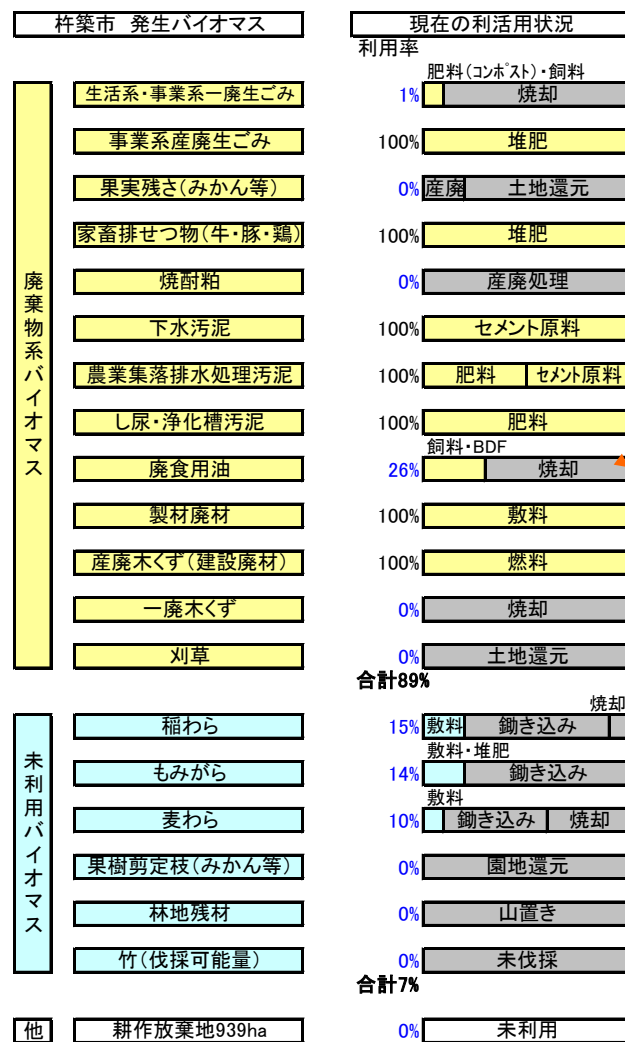 杵築市 発生バイオマス 現在の利活用状況
利用率
肥料(コンポスト)・飼料
生活系・事業系一廃生ごみ 1% 焼却
事業系産廃生ごみ 100% 堆肥
果実残さ(みかん等) 0% 産廃 土地還元
家畜排せつ物(牛・豚・鶏) 100% 堆肥
廃棄物系バイオマス
焼酎粕 0% 産廃処理
下水汚泥 100% セメント原料
農業集落排水処理汚泥 100% 肥料 セメント原料
し尿・浄化槽汚泥 100% 肥料
飼料・BDF
廃食用油 26% 焼却
製材廃材 100% 敷料
産廃木くず(建設廃材) 100% 燃料
一廃木くず 0% 焼却
刈草 0% 土地還元
合計89%
焼却
稲わら 15% 敷料 鋤き込み
敷料・堆肥
未利用バイオマス
もみがら 14% 鋤き込み
敷料
麦わら 10% 鋤き込み 焼却
果樹剪定枝(みかん等) 0% 園地還元
林地残材 0% 山置き
竹(伐採可能量) 0% 未伐採
合計7%
他 耕作放棄地939ha 0% 未利用